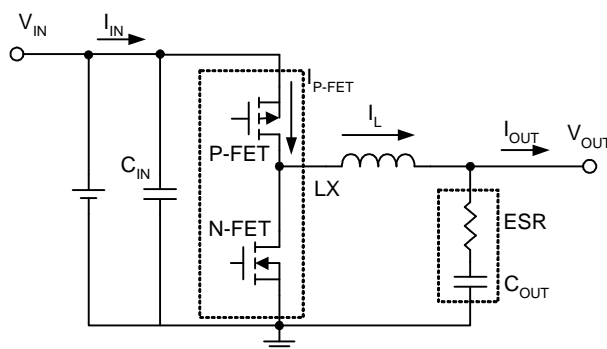 VIN
IIN
IP-FET
IL
IOUT
VOUT
P-FET
CIN
LX
N-FET
ESR
COUT